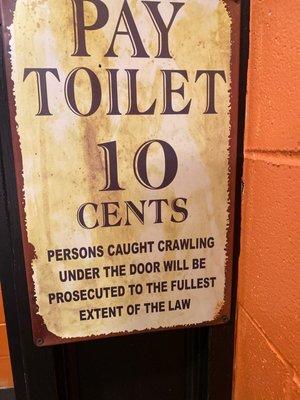 PAY
TOILET
10
CENTS
PERSONS CAUGHT CRAWLING
UNDER THE DOOR WILL BE
PROSECUTED TO THE FULLEST
EXTENT OF THE LAW